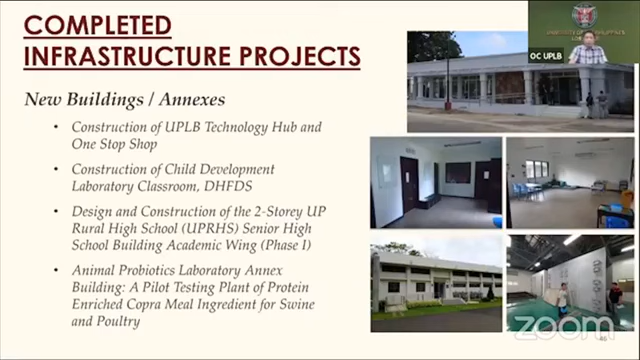 COMPLETED
INFRASTRUCTURE PROJECTS
OC UPLB
New Buildings / Annexes
• Construction of UPLB Technology Hub and
One Stop Shop
• Construction of Child Development
Laboratory Classroom, DHFDS
• Design and Construction of the 2-Storey UP
Rural High School (UPRHS) Senior High
School Building Academic Wing (Phase I)
• Animal Probiotics Laboratory Annex
Building: A Pilot Testing Plant of Protein
Enriched Copra Meal Ingredient for Swine
and Poultry
zoom